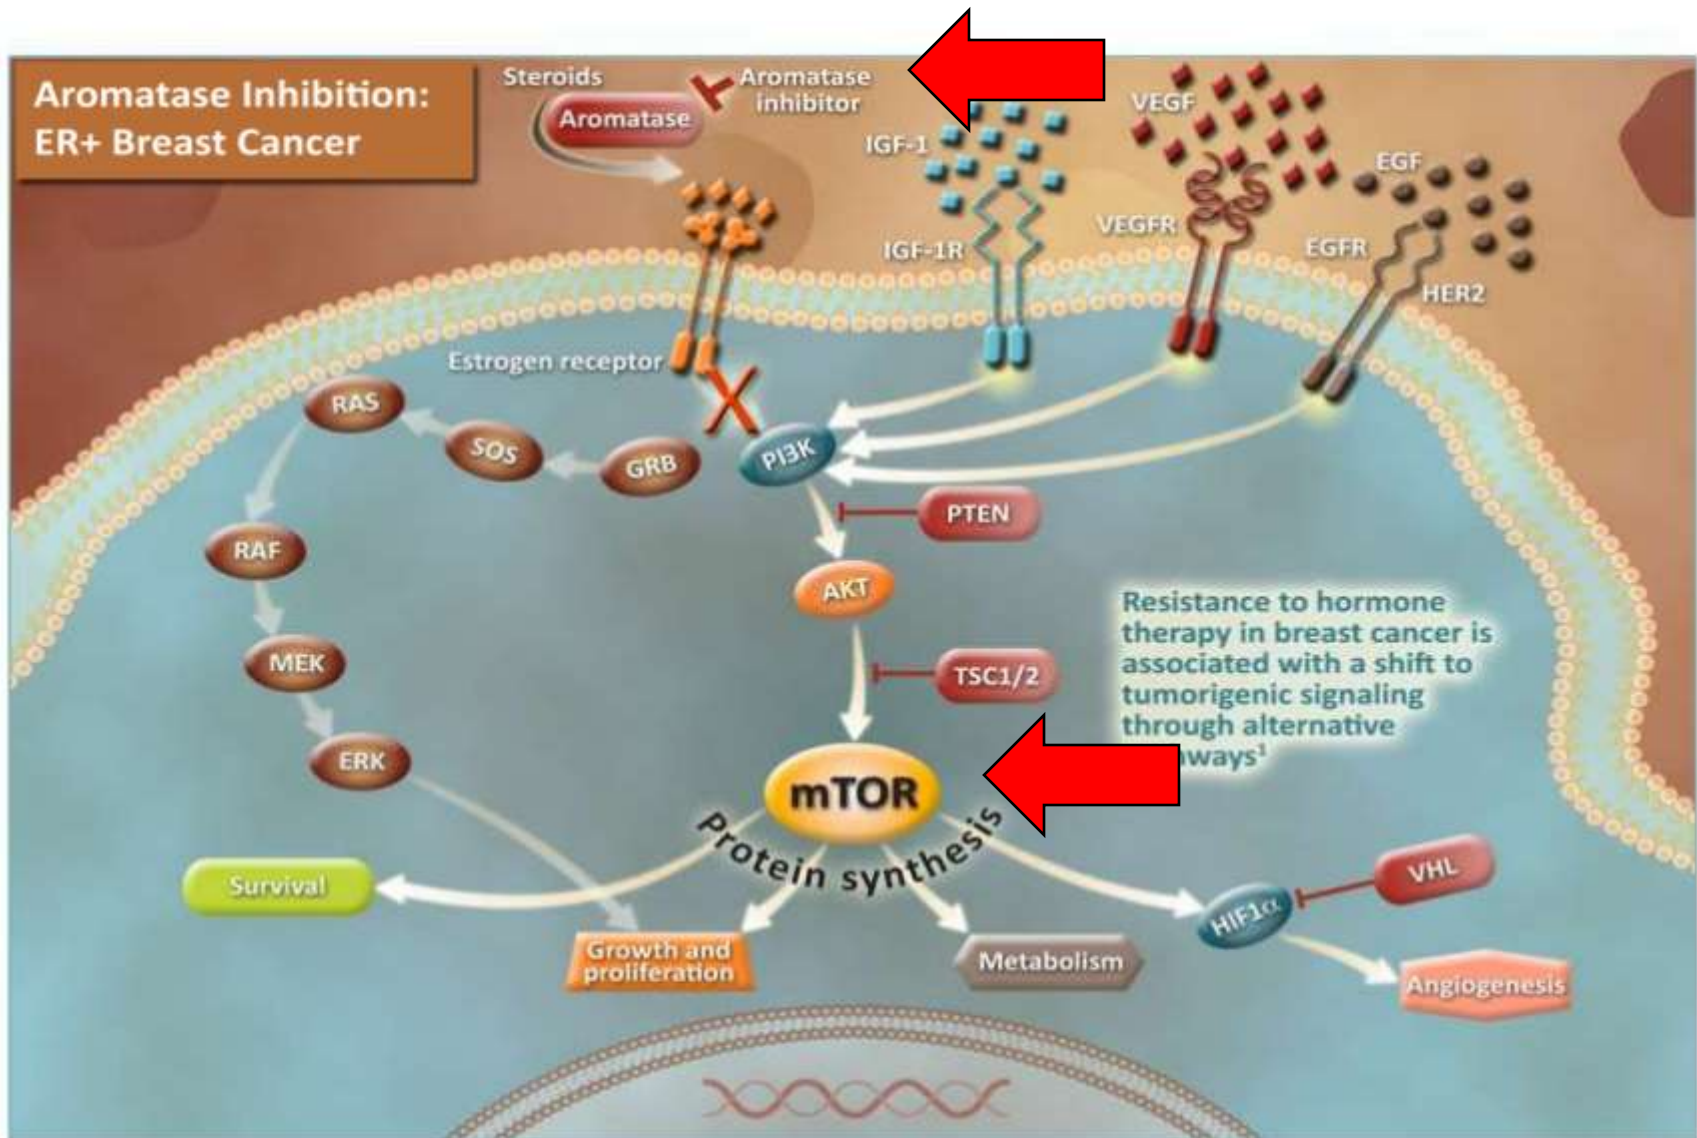 Aromatase Inhibition:
ER+ Breast Cancer
Steroids
Aromatase
Aromatase
inhibitor
IGF-1
VEGF
EGF
IGF-1R
VEGFR
EGFR
HER2
Estrogen receptor
RAS
SOS
GRB
PI3K
PTEN
RAF
AKT
MEK
TSC1/2
Resistance to hormone
therapy in breast cancer is
associated with a shift to
tumorigenic signaling
through alternative
ways¹
ERK
mTOR
Protein synthesis
Survival
VHL
HIF1α
Growth and
proliferation
Metabolism
Angiogenesis